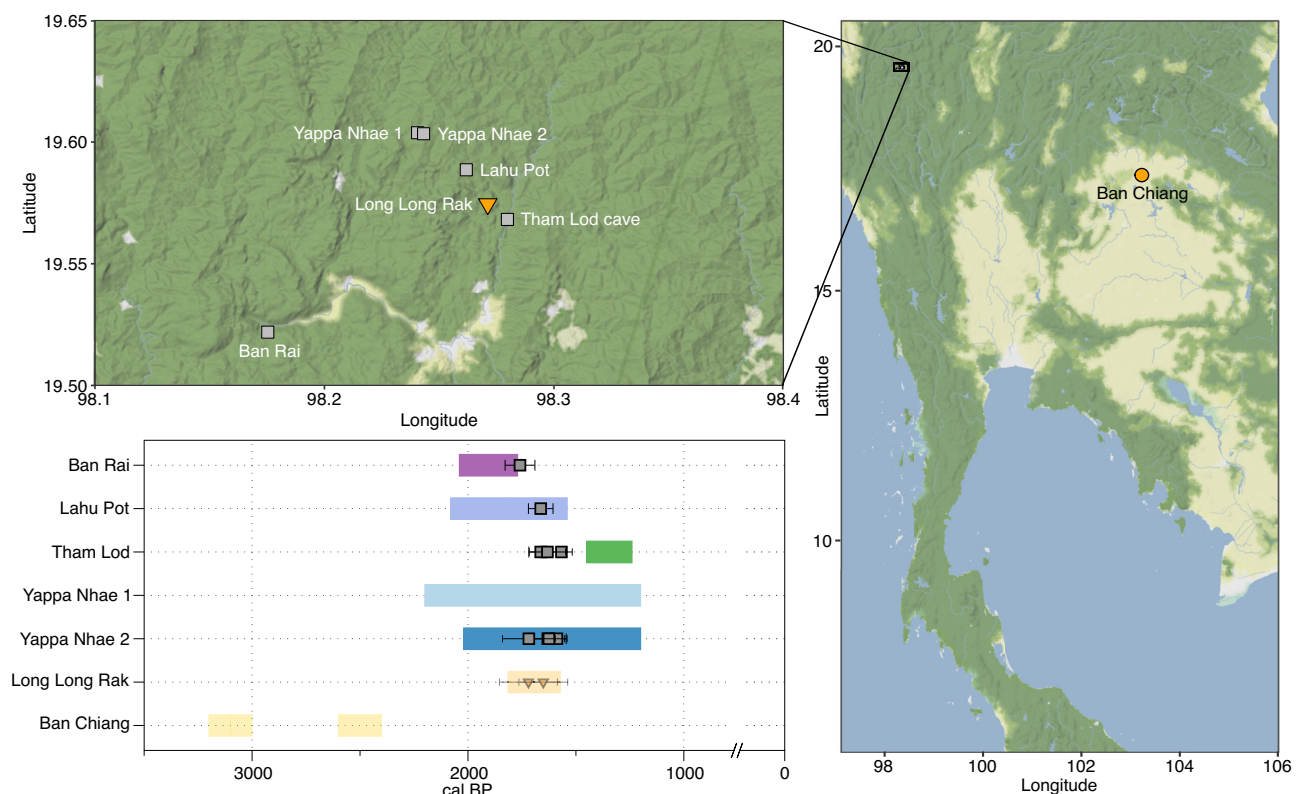 19.65
19.60
19.55
19.50
Latitude
Yappa Nhae 1
Yappa Nhae 2
Lahu Pot
Long Long Rak
Tham Lod cave
Ban Rai
98.1
98.2
98.3
98.4
Longitude
20
15
10
Latitude
Ban Chiang
98
100
102
104
106
Longitude
Ban Rai
Lahu Pot
Tham Lod
Yappa Nhae 1
Yappa Nhae 2
Long Long Rak
Ban Chiang
3000
2000
1000
0
cal BP